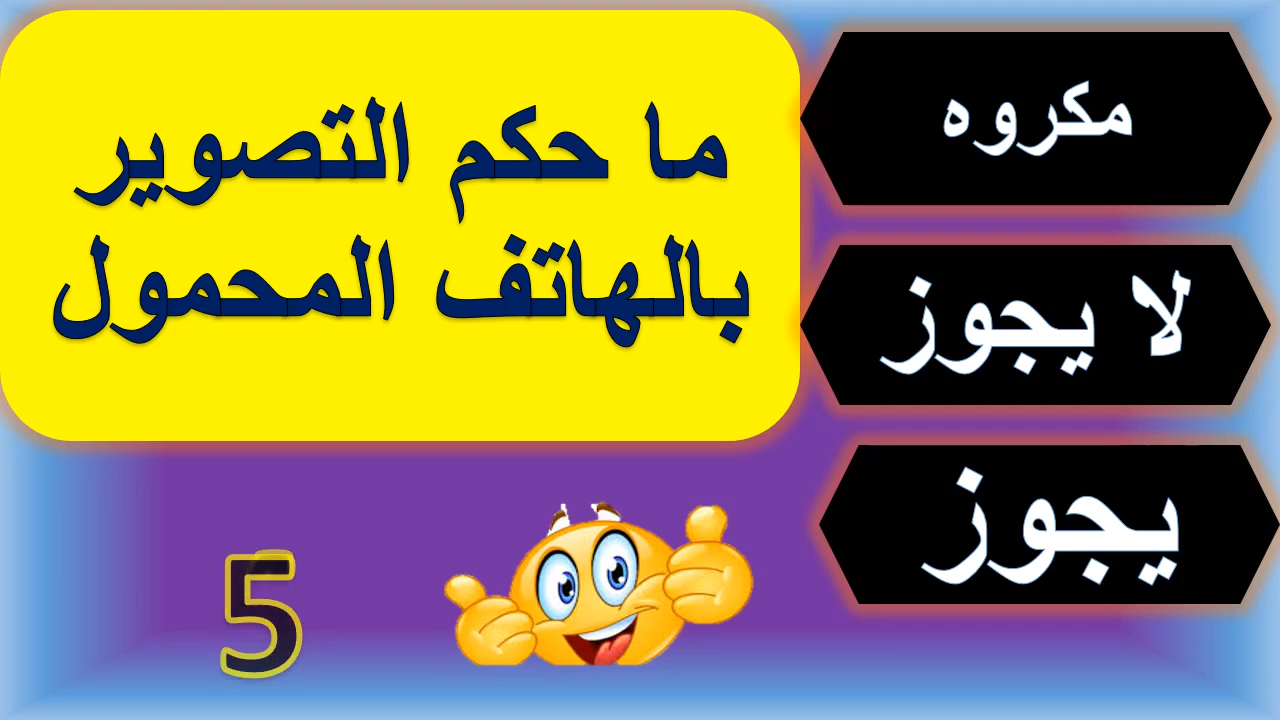 ما حكم التصوير
بالهاتف المحمول
مكروه
لا يجوز
يجوز
5